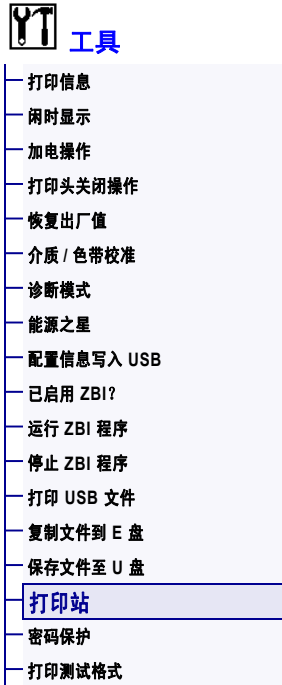 工具
打印信息
闲时显示
加电操作
打印头关闭操作
恢复出厂值
介质 / 色带校准
诊断模式
能源之星
配置信息写入 USB
已启用 ZBI?
运行 ZBI 程序
停止 ZBI 程序
打印 USB 文件
复制文件到 E 盘
保存文件至 U 盘
打印站
密码保护
打印测试格式